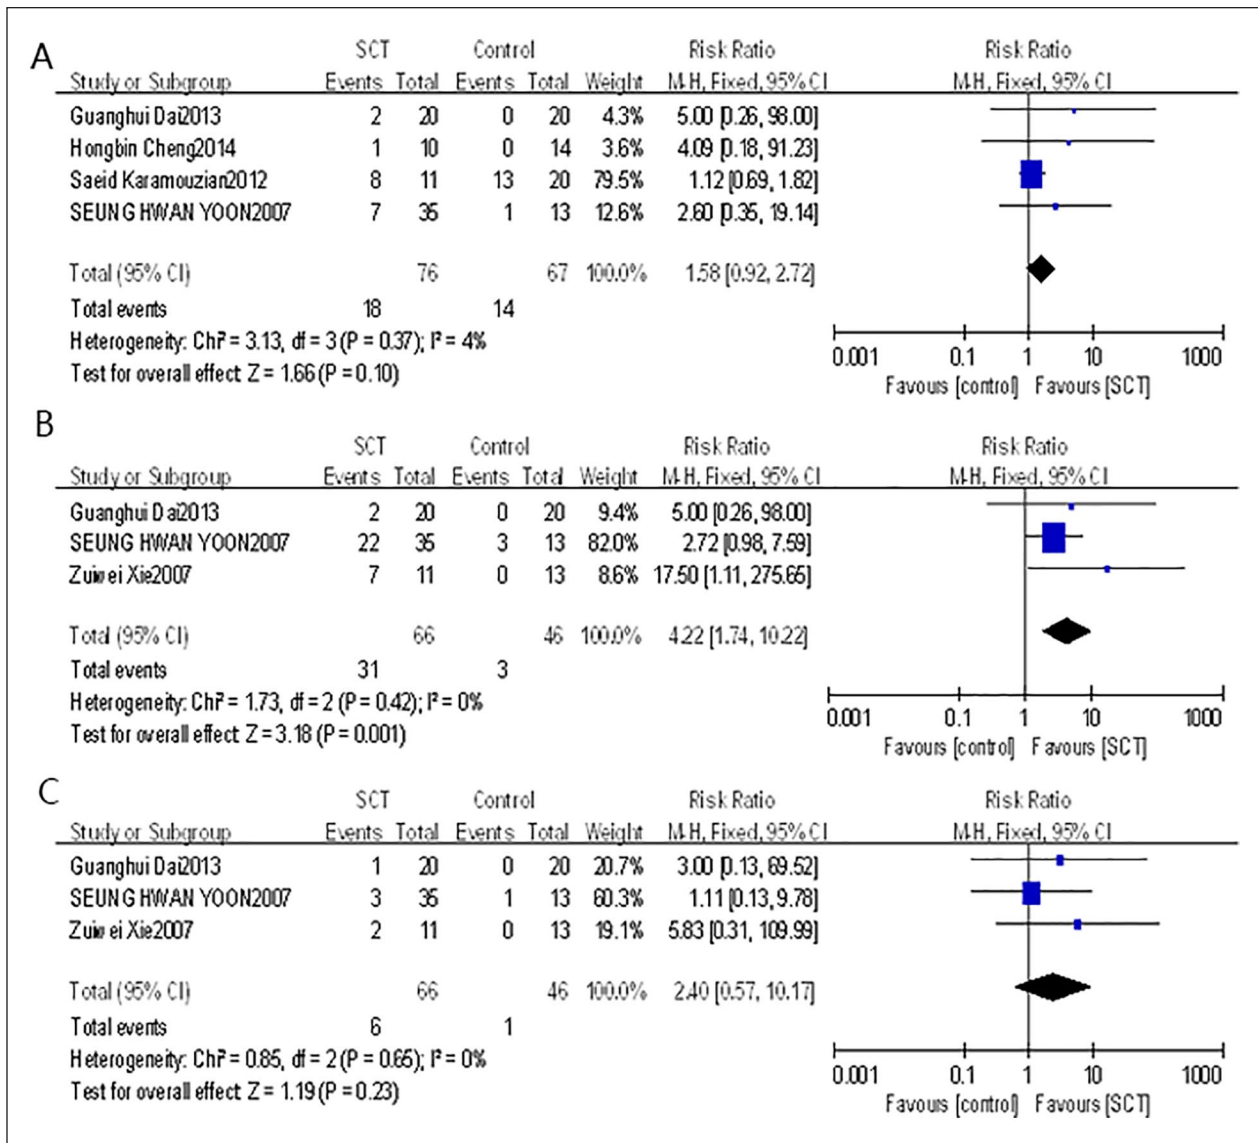 A
SCT Control Risk Ratio Risk Ratio
Study or Subgroup Events Total Events Total Weight M-H, Fixed, 95% CI M-H, Fixed, 95% CI
Guanghui Dai2013 2 20 0 20 4.3% 5.00 [0.26, 98.00]
Hongbin Cheng2014 1 10 0 14 3.6% 4.09 [0.18, 91.23]
Saeid Karamouzian2012 8 11 13 20 79.5% 1.12 [0.69, 1.82]
SEUNG HWAN YOON2007 7 35 1 13 12.6% 2.60 [0.35, 19.14]
Total (95% CI) 76 67 100.0% 1.58 [0.92, 2.72]
Total events 18 14
Heterogeneity: Chi² = 3.13, df = 3 (P = 0.37); I² = 4%
Test for overall effect: Z = 1.66 (P = 0.10)
0.001 0.1 1 10 1000
Favours [control] Favours [SCT]
B
SCT Control Risk Ratio Risk Ratio
Study or Subgroup Events Total Events Total Weight M-H, Fixed, 95% CI M-H, Fixed, 95% CI
Guanghui Dai2013 2 20 0 20 9.4% 5.00 [0.26, 98.00]
SEUNG HWAN YOON2007 22 35 3 13 82.0% 2.72 [0.98, 7.59]
Zuiwei Xie2007 7 11 0 13 8.6% 17.50 [1.11, 275.65]
Total (95% CI) 66 46 100.0% 4.22 [1.74, 10.22]
Total events 31 3
Heterogeneity: Chi² = 1.73, df = 2 (P = 0.42); I² = 0%
Test for overall effect: Z = 3.18 (P = 0.001)
0.001 0.1 1 10 1000
Favours [control] Favours [SCT]
C
SCT Control Risk Ratio Risk Ratio
Study or Subgroup Events Total Events Total Weight M-H, Fixed, 95% CI M-H, Fixed, 95% CI
Guanghui Dai2013 1 20 0 20 20.7% 3.00 [0.13, 69.52]
SEUNG HWAN YOON2007 3 35 1 13 60.3% 1.11 [0.13, 9.78]
Zuiwei Xie2007 2 11 0 13 19.1% 5.83 [0.31, 109.99]
Total (95% CI) 66 46 100.0% 2.40 [0.57, 10.17]
Total events 6 1
Heterogeneity: Chi² = 0.85, df = 2 (P = 0.65); I² = 0%
Test for overall effect: Z = 1.19 (P = 0.23)
0.001 0.1 1 10 1000
Favours [control] Favours [SCT]